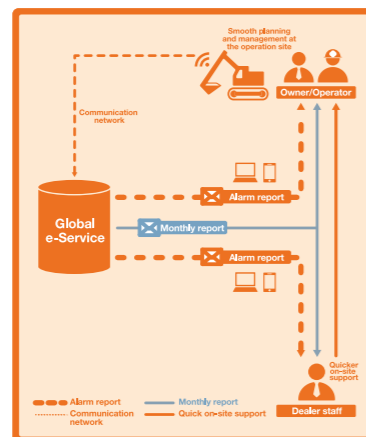 Smooth planning
and management at
the operation site
Owner/Operator
Communication
network
Alarm report
Global
e-Service
Monthly report
Alarm report
Quicker
on-site
support
Dealer staff
Alarm report
Monthly report
Communication
network
Quick on-site support